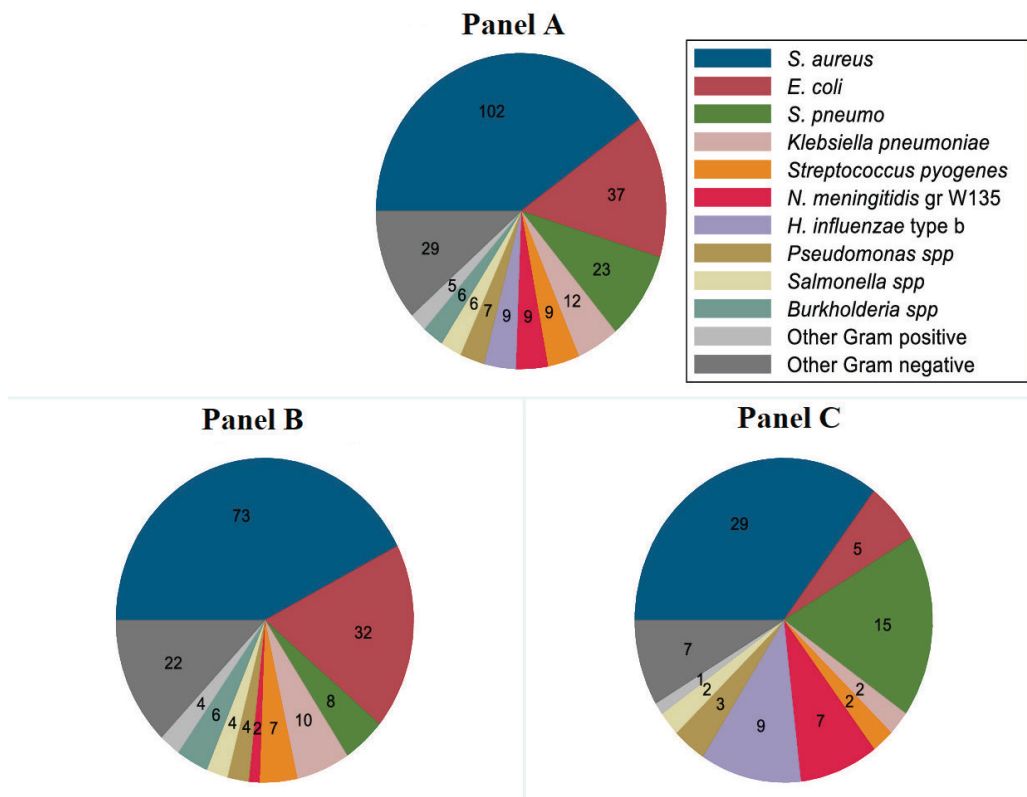 Panel A
102
37
23
12
9
9
9
7
6
6
5
29
S. aureus
E. coli
S. pneumo
Klebsiella pneumoniae
Streptococcus pyogenes
N. meningitidis gr W135
H. influenzae type b
Pseudomonas spp
Salmonella spp
Burkholderia spp
Other Gram positive
Other Gram negative
Panel B
73
32
8
10
7
2
4
4
6
4
22
Panel C
29
5
15
2
2
7
9
3
2
1
7